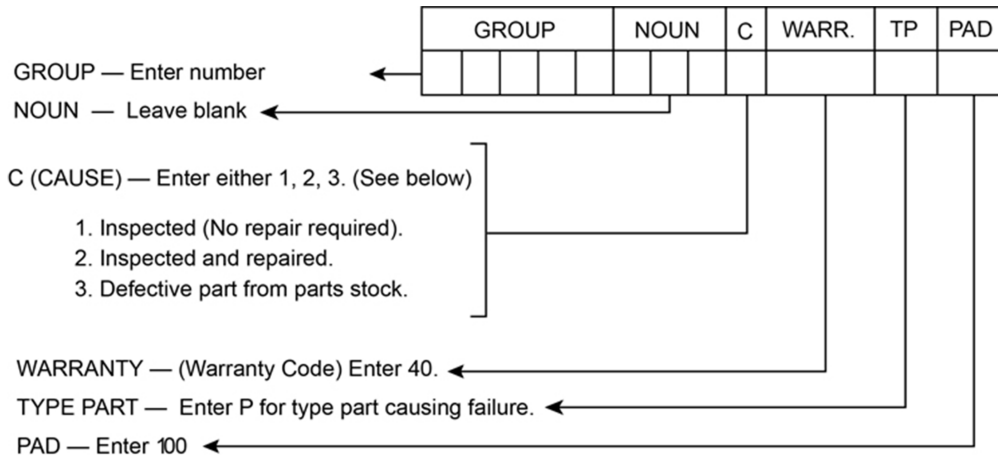 GROUP NOUN C WARR. TP PAD
GROUP — Enter number
NOUN — Leave blank
C (CAUSE) — Enter either 1, 2, 3. (See below)
1. Inspected (No repair required).
2. Inspected and repaired.
3. Defective part from parts stock.
WARRANTY — (Warranty Code) Enter 40.
TYPE PART — Enter P for type part causing failure.
PAD — Enter 100